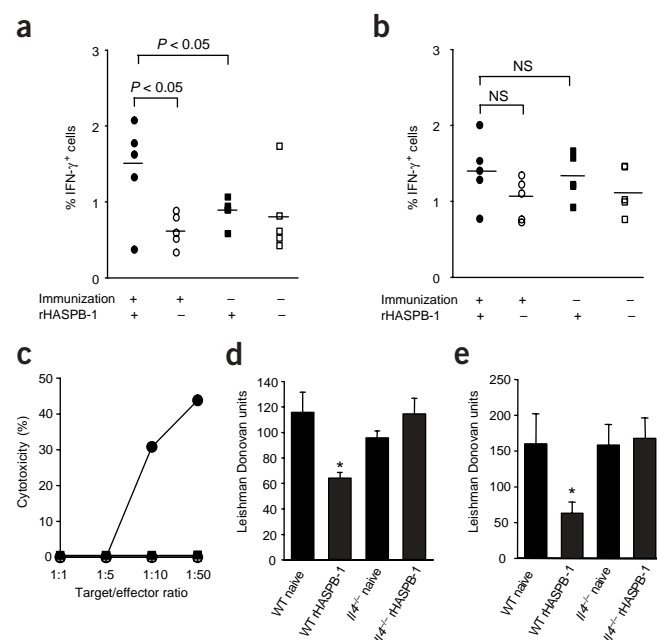 a
3
2
1
0
% IFN-γ+ cells
P < 0.05
P < 0.05
Immunization + + – –
rHASPB-1 + – + –
b
3
2
1
0
% IFN-γ+ cells
NS
NS
Immunization + + – –
rHASPB-1 + – + –
c
50
40
30
20
10
0
Cytotoxicity (%)
1:1 1:5 1:10 1:50
Target/effector ratio
d
140
120
100
80
60
40
20
0
Leishman Donovan units
*
WT naive
WT rHASPB-1
Il4–/– naive
Il4–/– rHASPB-1
e
250
200
150
100
50
0
Leishman Donovan units
*
WT naive
WT rHASPB-1
Il4–/– naive
Il4–/– rHASPB-1